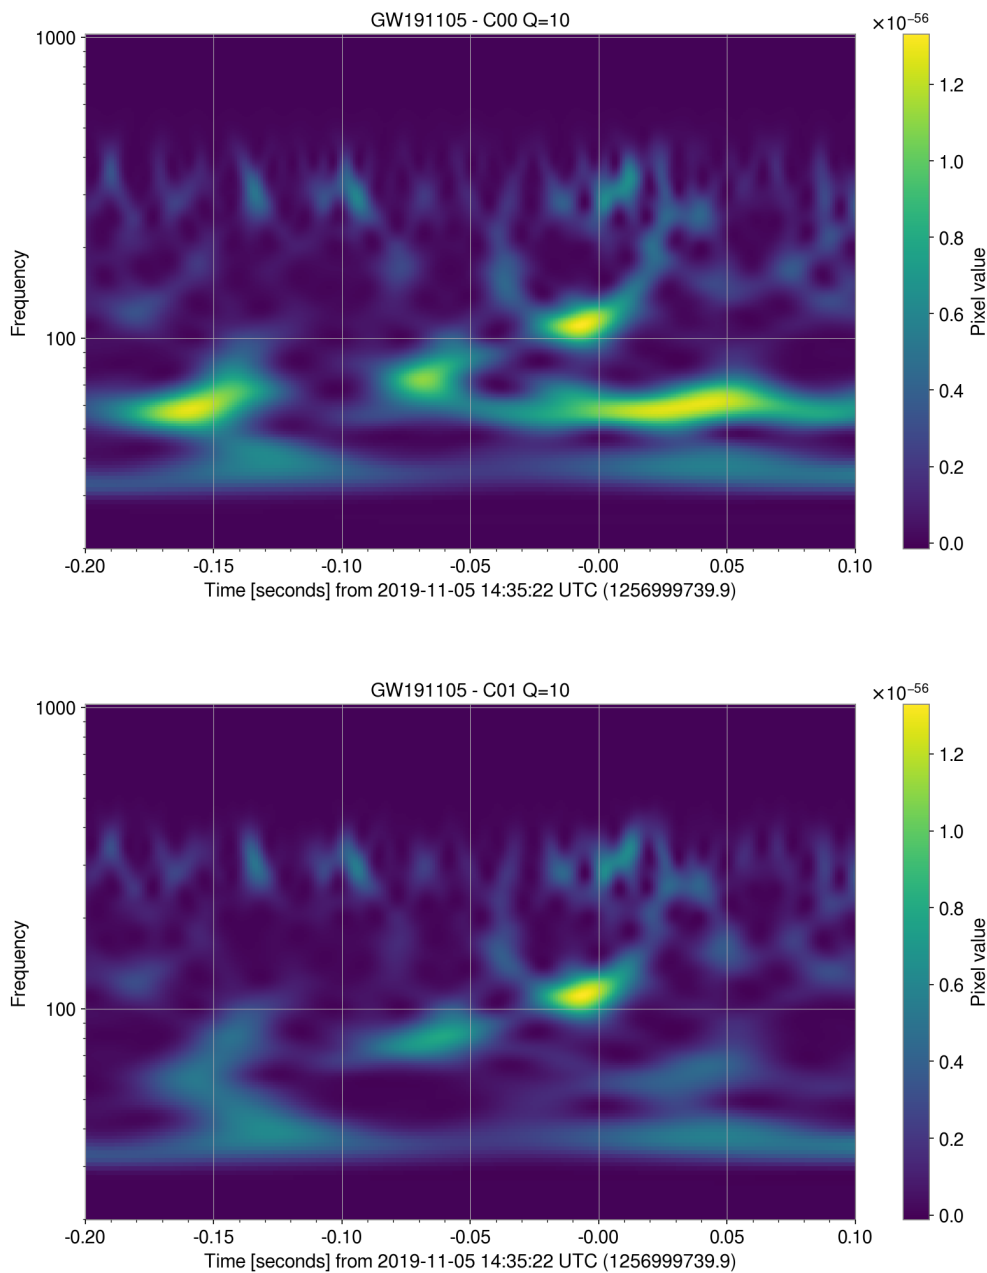 GW191105 - C00 Q=10
×10⁻⁵⁶
1000
100
Frequency
-0.20 -0.15 -0.10 -0.05 -0.00 0.05 0.10
Time [seconds] from 2019-11-05 14:35:22 UTC (1256999739.9)
1.2
1.0
0.8
0.6
0.4
0.2
0.0
Pixel value
GW191105 - C01 Q=10
×10⁻⁵⁶
1000
100
Frequency
-0.20 -0.15 -0.10 -0.05 -0.00 0.05 0.10
Time [seconds] from 2019-11-05 14:35:22 UTC (1256999739.9)
1.2
1.0
0.8
0.6
0.4
0.2
0.0
Pixel value